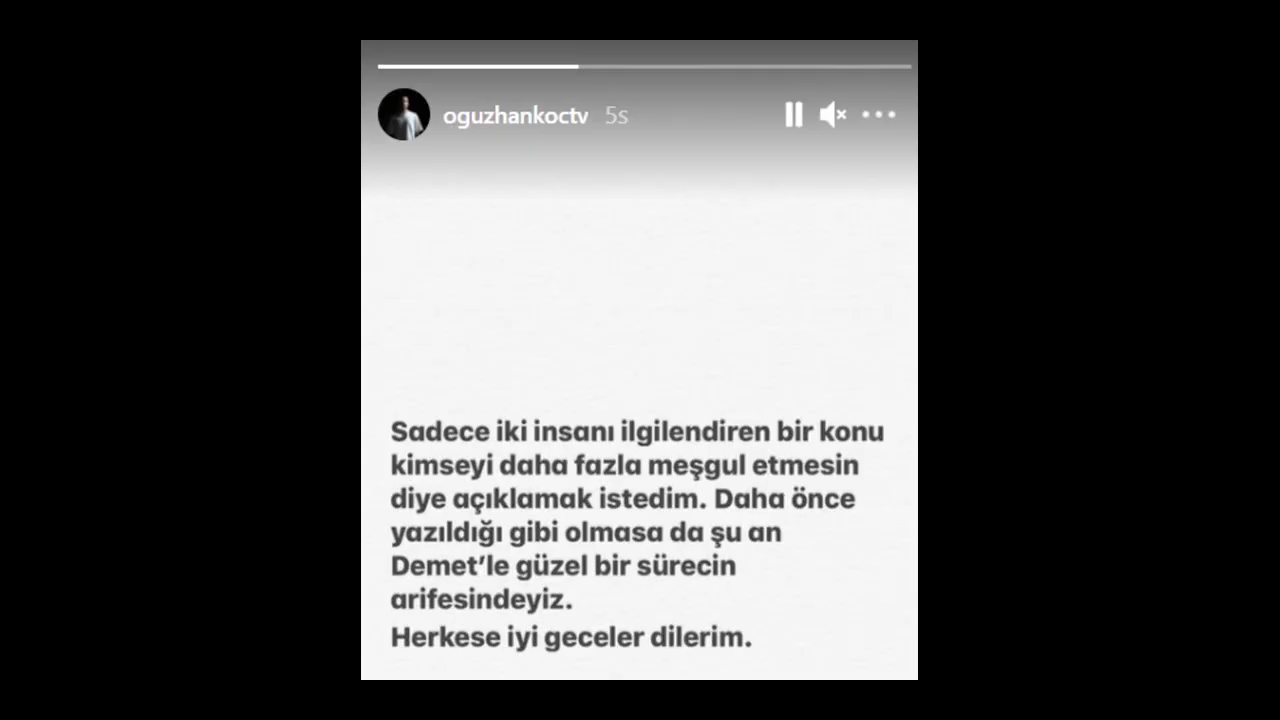 oguzhankoctv 5s
Sadece iki insanı ilgilendiren bir konu
kimseyi daha fazla meşgul etmesin
diye açıklamak istedim. Daha önce
yazıldığı gibi olmasa da şu an
Demet’le güzel bir sürecin
arifesindeyiz.
Herkese iyi geceler dilerim.